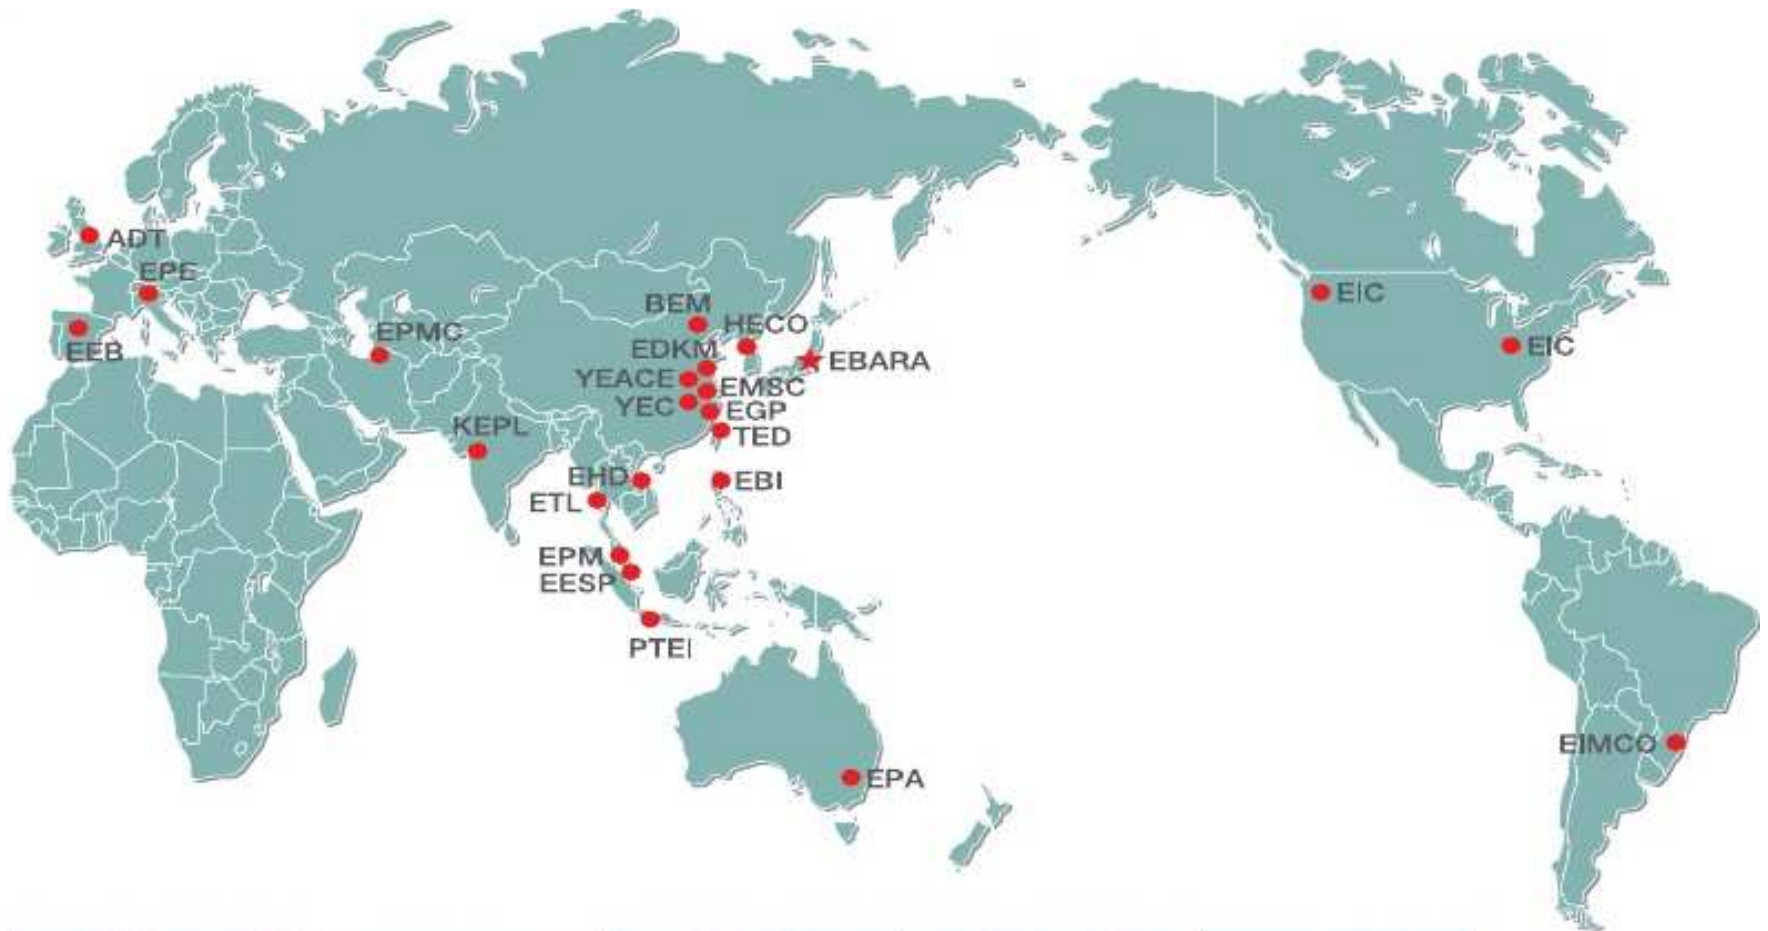 ADT
EPE
EEB
EPMC
BEM
HECO
EDKM
EBARA
YEACE
EMSC
YEC
EGP
TED
KEPL
EHD
EBI
ETL
EPM
EESP
PTEI
EPA
EIC
EIC
EIMCO